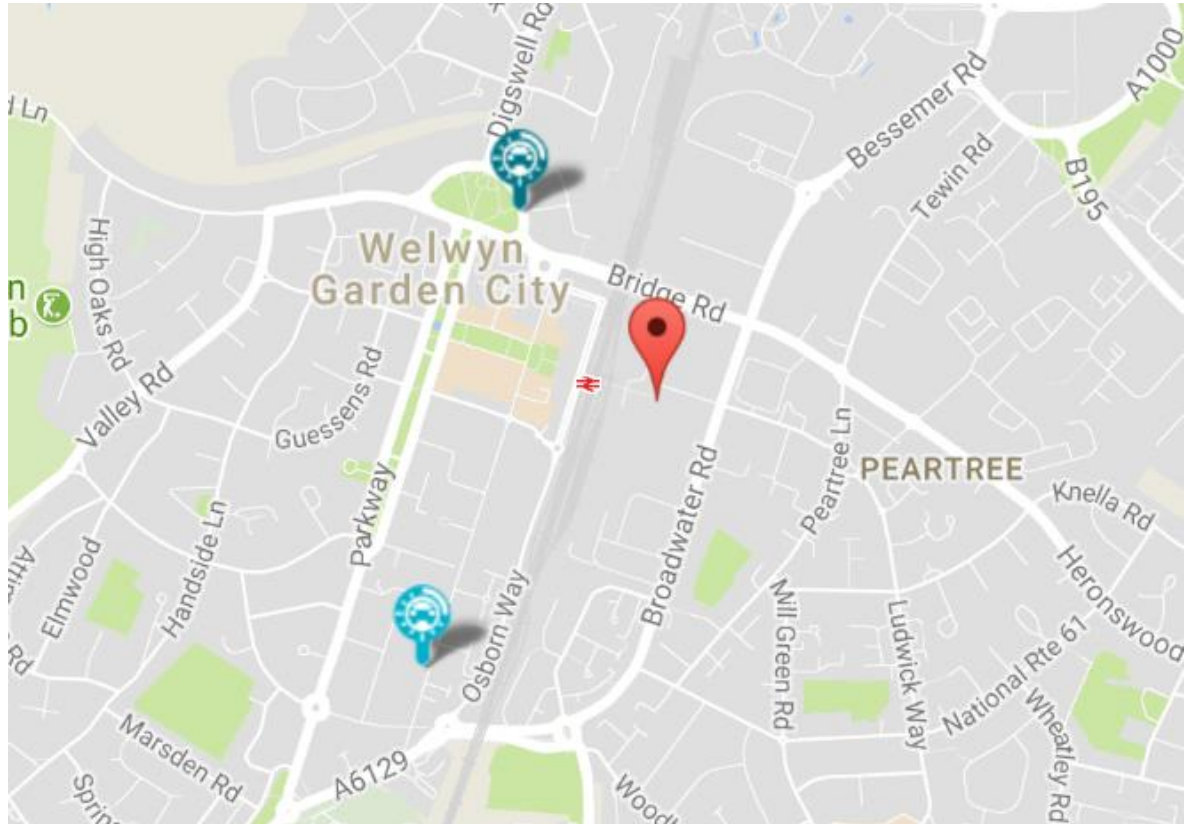 Digswell Rd
Bessemer Rd
A1000
Ln
Tewin Rd
B195
High Oaks Rd
Welwyn
Garden City
Bridge Rd
Valley Rd
Guessens Rd
Peartree Ln
PEARTREE
Broadwater Rd
Knella Rd
Parkway
Handside Ln
Elmwood
Osborn Way
Heronswood
Mill Green Rd
Ludwick Way
National Rte 61
Wheatley Rd
Rd
Marsden Rd
A6129